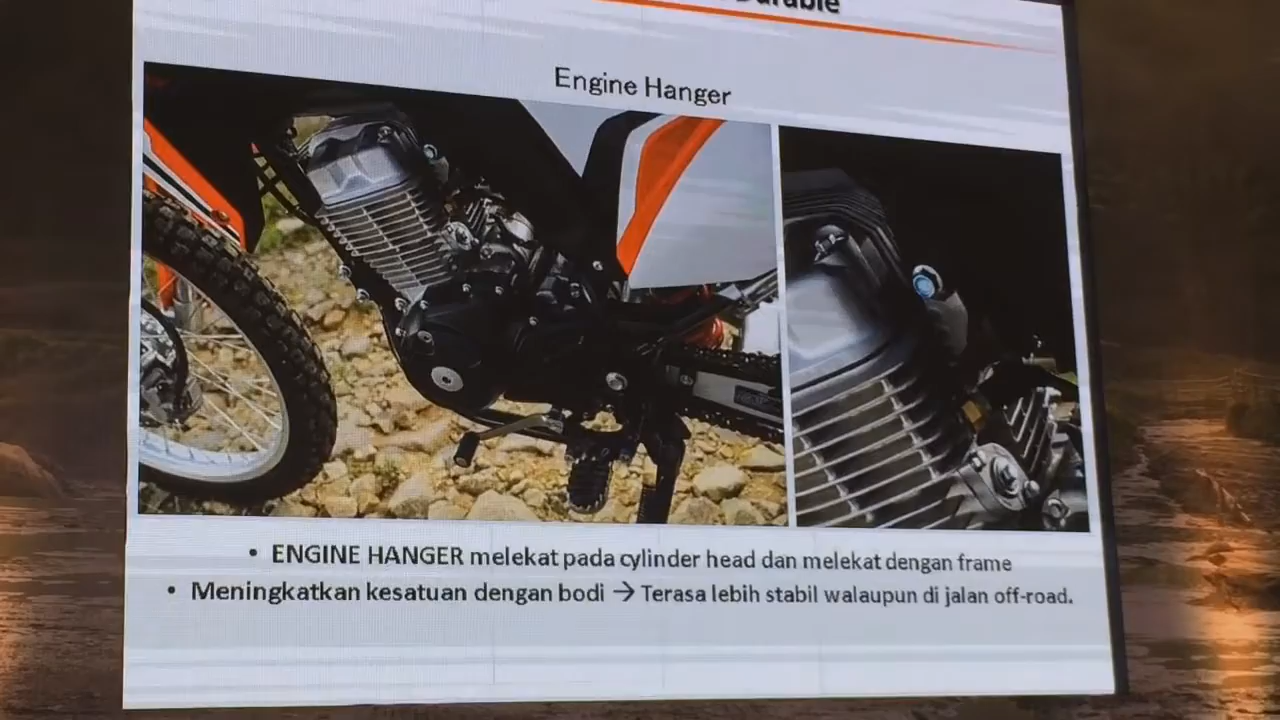 Durable
Engine Hanger
• ENGINE HANGER melekat pada cylinder head dan melekat dengan frame
• Meningkatkan kesatuan dengan bodi → Terasa lebih stabil walaupun di jalan off-road.